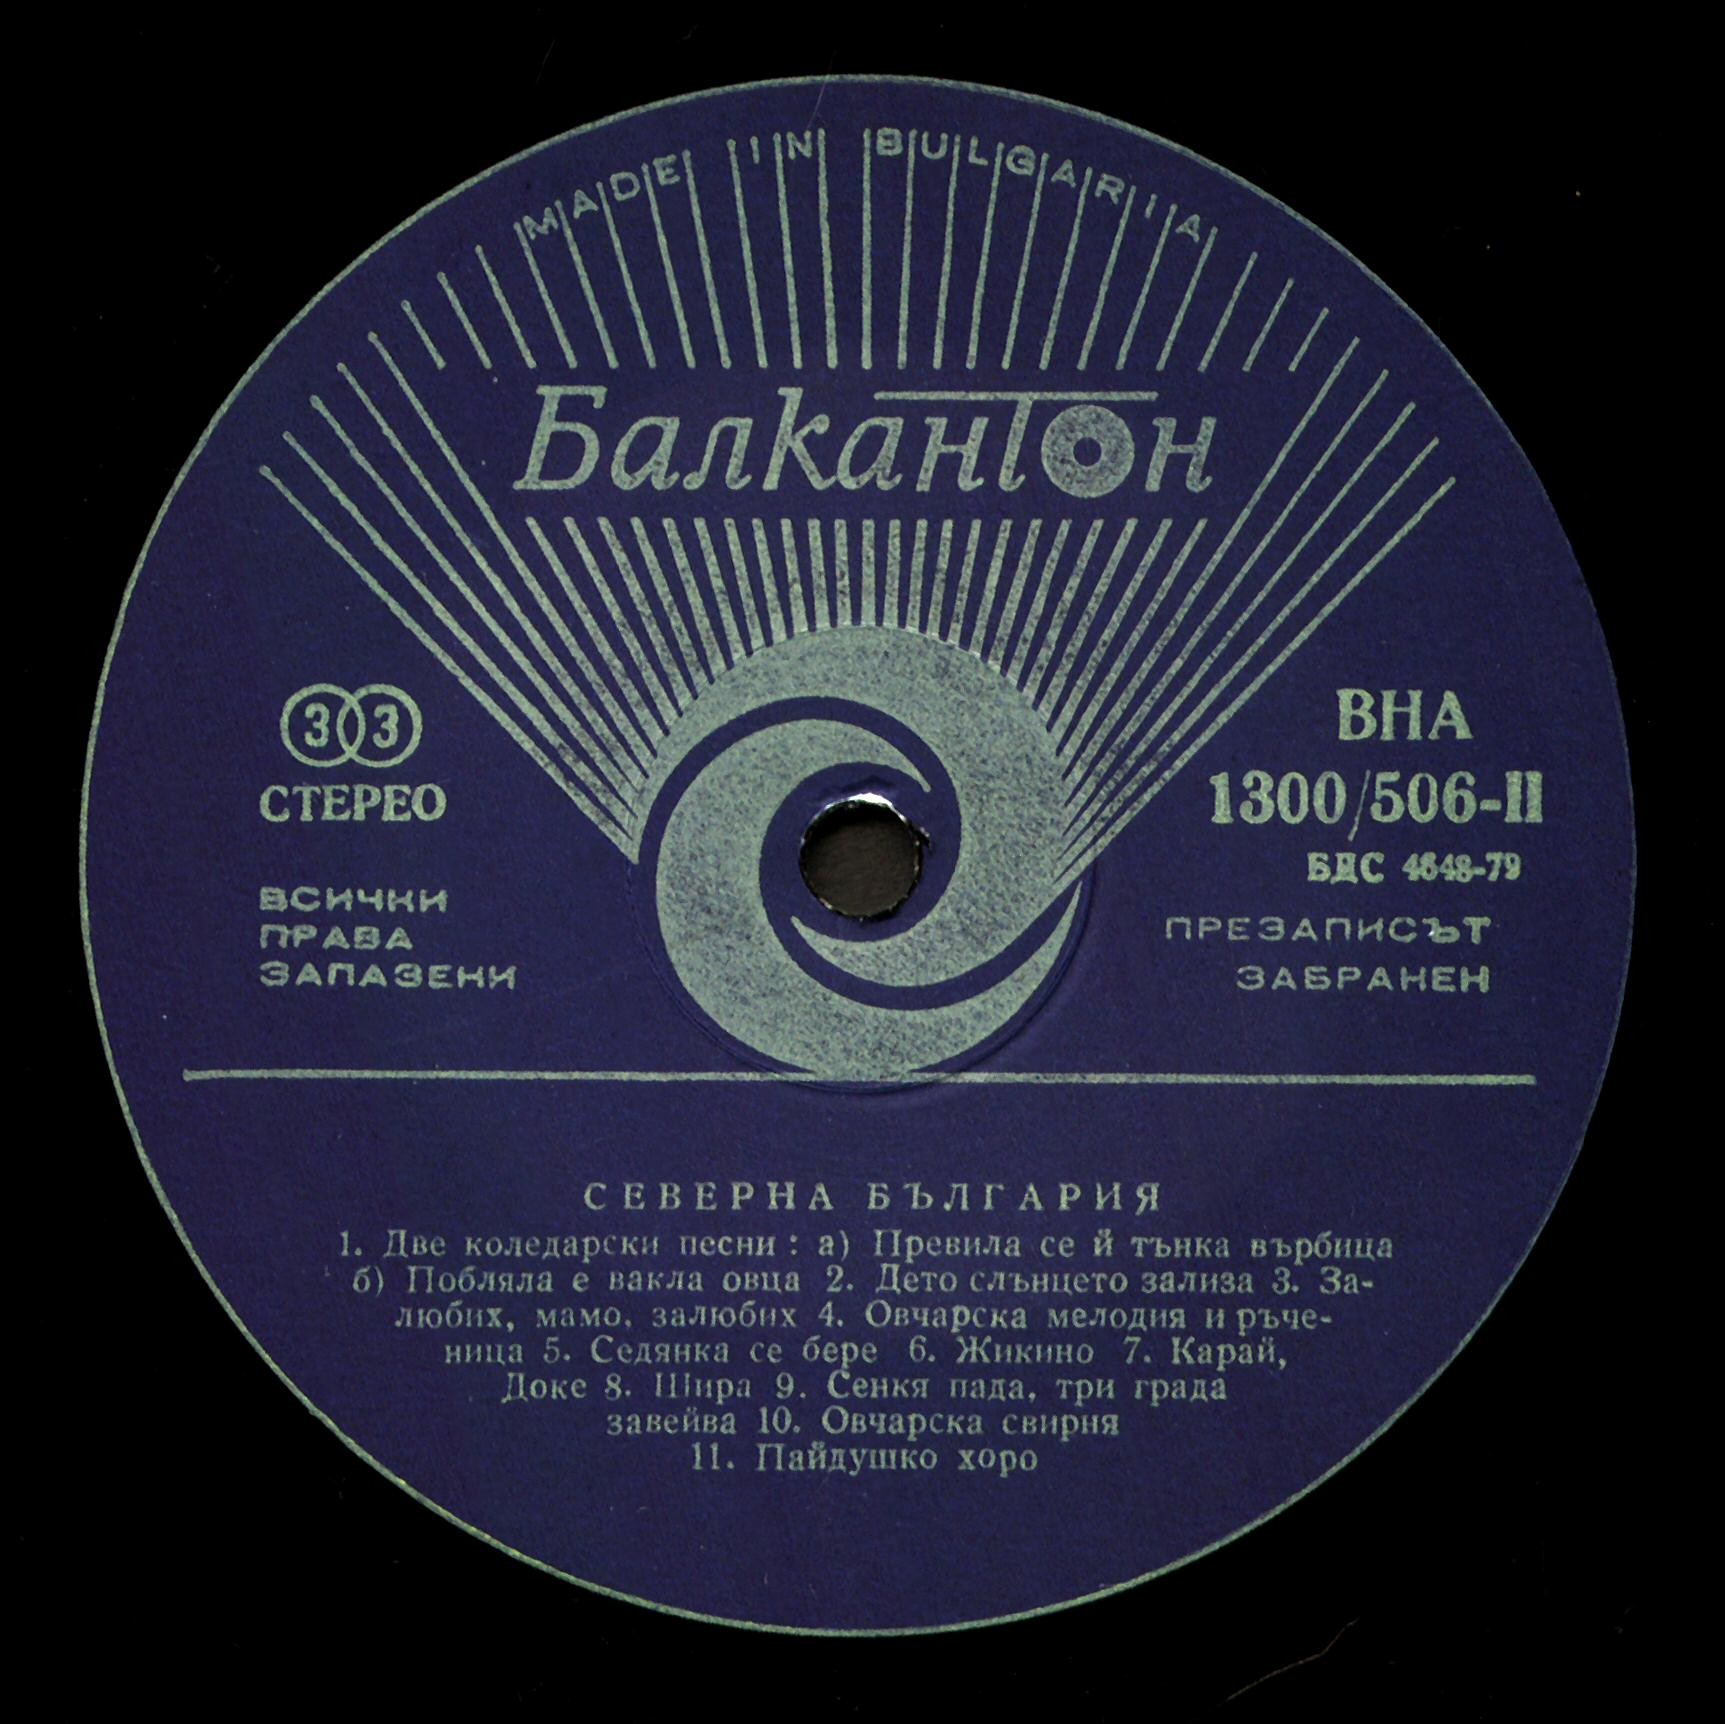 MADE IN BULGARIA
Балкантон
33
СТЕРЕО
ВСИЧКИ
ПРАВА
ЗАПАЗЕНИ
ВНА
1300/506-II
БДС 4648-79
ПРЕЗАПИСЪТ
ЗАБРАНЕН
СЕВЕРНА БЪЛГАРИЯ
1. Две коледарски песни : а) Превила се й тънка върбица
б) Побляла е вакла овца 2. Дето слънцето зализа 3. За-
любих, мамо, залюбих 4. Овчарска мелодия и ръче-
ница 5. Седянка се бере 6. Жикино 7. Карай,
Доке 8. Шира 9. Сенкя пада, три града
завейва 10. Овчарска свирня
11. Пайдушко хоро